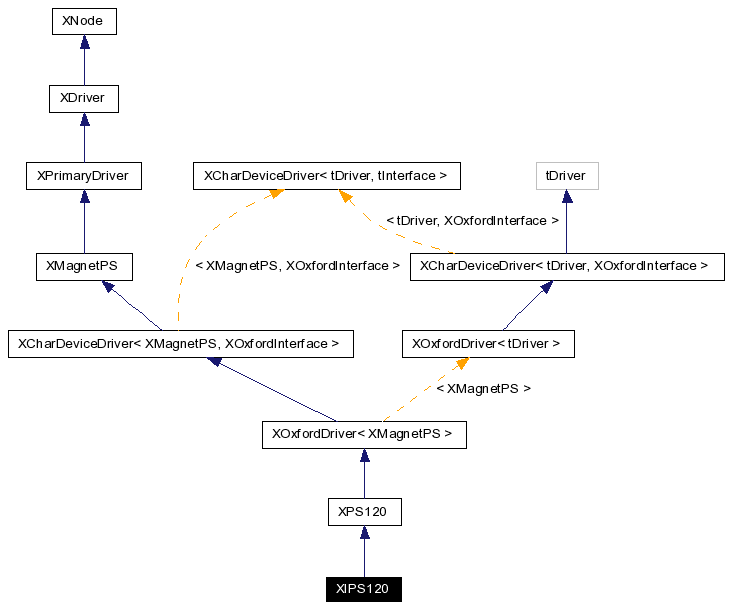 XNode
XDriver
XPrimaryDriver
XCharDeviceDriver< tDriver, tInterface >
tDriver
< tDriver, XOxfordInterface >
XMagnetPS
< XMagnetPS, XOxfordInterface >
XCharDeviceDriver< tDriver, XOxfordInterface >
XCharDeviceDriver< XMagnetPS, XOxfordInterface >
XOxfordDriver< tDriver >
< XMagnetPS >
XOxfordDriver< XMagnetPS >
XPS120
XIPS120